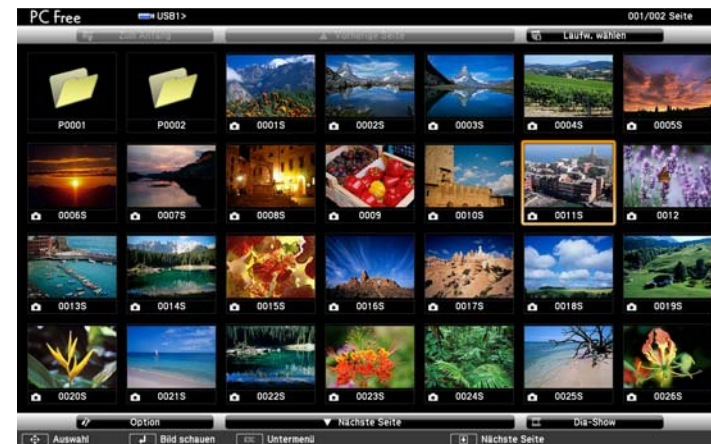 PC Free USB1> 001/002 Seite
Zum Anfang ▲ Vorherige Seite Laufw. wählen
P0001 P0002 0001S 0002S 0003S 0004S 0005S
0006S 0007S 0008S 0009 0010S 0011S 0012
0013S 0014S 0015S 0016S 0017S 0018S 0019S
0020S 0021S 0022S 0023S 0024S 0025S 0026S
Option ▼ Nächste Seite Dia-Show
Auswahl Bild schauen ESC Untermenü Nächste Seite